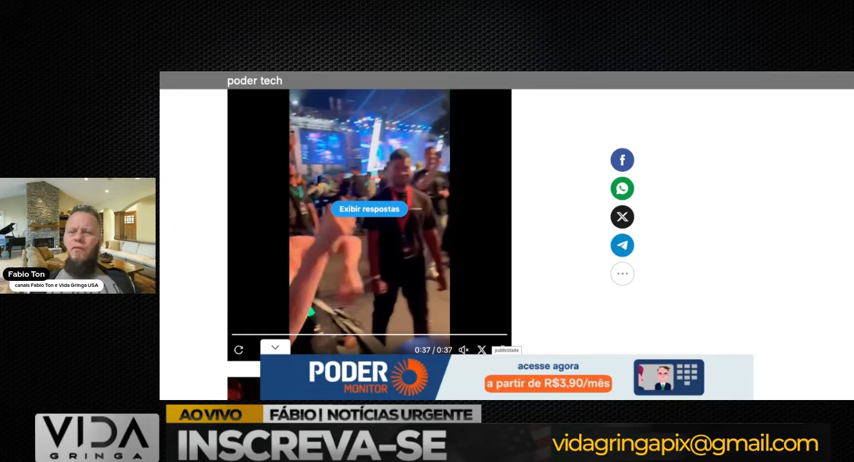 poder tech
Exibir respostas
Fabio Ton
canais Fabio Ton e Vida Gringa USA
0:37 / 0:37
publicidade
PODER
MONITOR
acesse agora
a partir de R$3,90/mês
AO VIVO
FÁBIO | NOTÍCIAS URGENTE
VIDA
GRINGA
INSCREVA-SE
vidagringapix@gmail.com